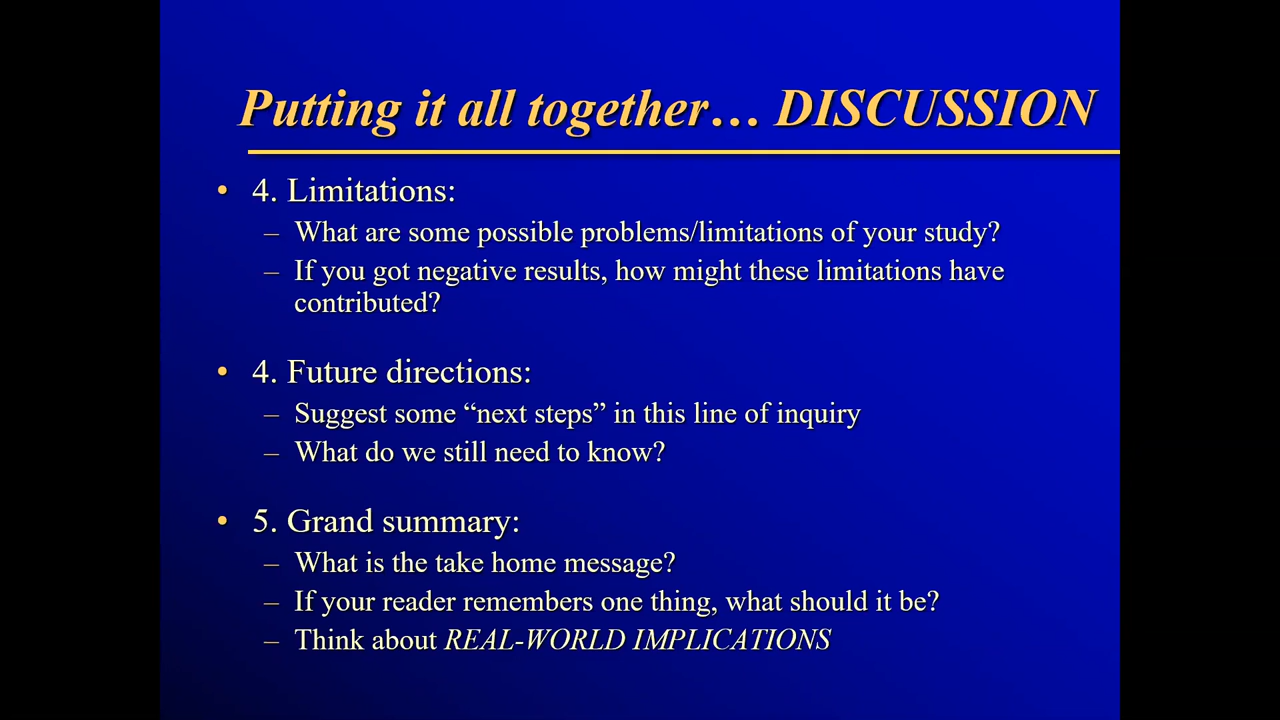 Putting it all together… DISCUSSION
• 4. Limitations:
– What are some possible problems/limitations of your study?
– If you got negative results, how might these limitations have
contributed?
• 4. Future directions:
– Suggest some “next steps” in this line of inquiry
– What do we still need to know?
• 5. Grand summary:
– What is the take home message?
– If your reader remembers one thing, what should it be?
– Think about REAL-WORLD IMPLICATIONS